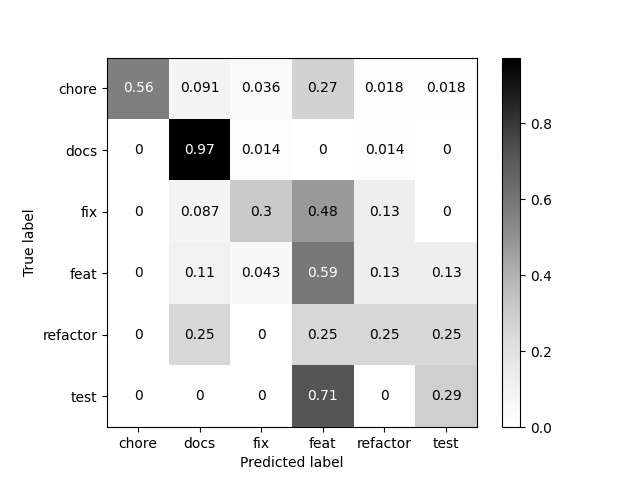 chore 0.56 0.091 0.036 0.27 0.018 0.018
docs 0 0.97 0.014 0 0.014 0
fix 0 0.087 0.3 0.48 0.13 0
feat 0 0.11 0.043 0.59 0.13 0.13
refactor 0 0.25 0 0.25 0.25 0.25
test 0 0 0 0.71 0 0.29
chore docs fix feat refactor test
Predicted label
True label
0.8
0.6
0.4
0.2
0.0